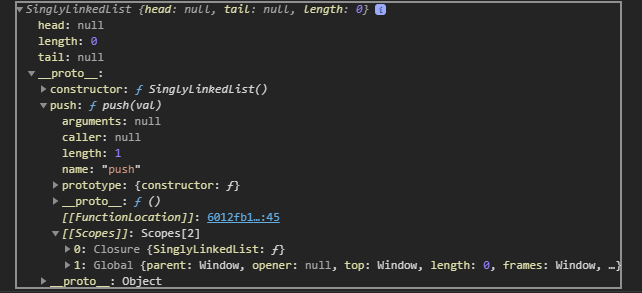 SinglyLinkedList {head: null, tail: null, length: 0} i
head: null
length: 0
tail: null
__proto__:
constructor: ƒ SinglyLinkedList()
push: ƒ push(val)
arguments: null
caller: null
length: 1
name: "push"
prototype: {constructor: ƒ}
__proto__: ƒ ()
[[FunctionLocation]]: 6012fb1…:45
[[Scopes]]: Scopes[2]
0: Closure {SinglyLinkedList: ƒ}
1: Global {parent: Window, opener: null, top: Window, length: 0, frames: Window, …}
__proto__: Object